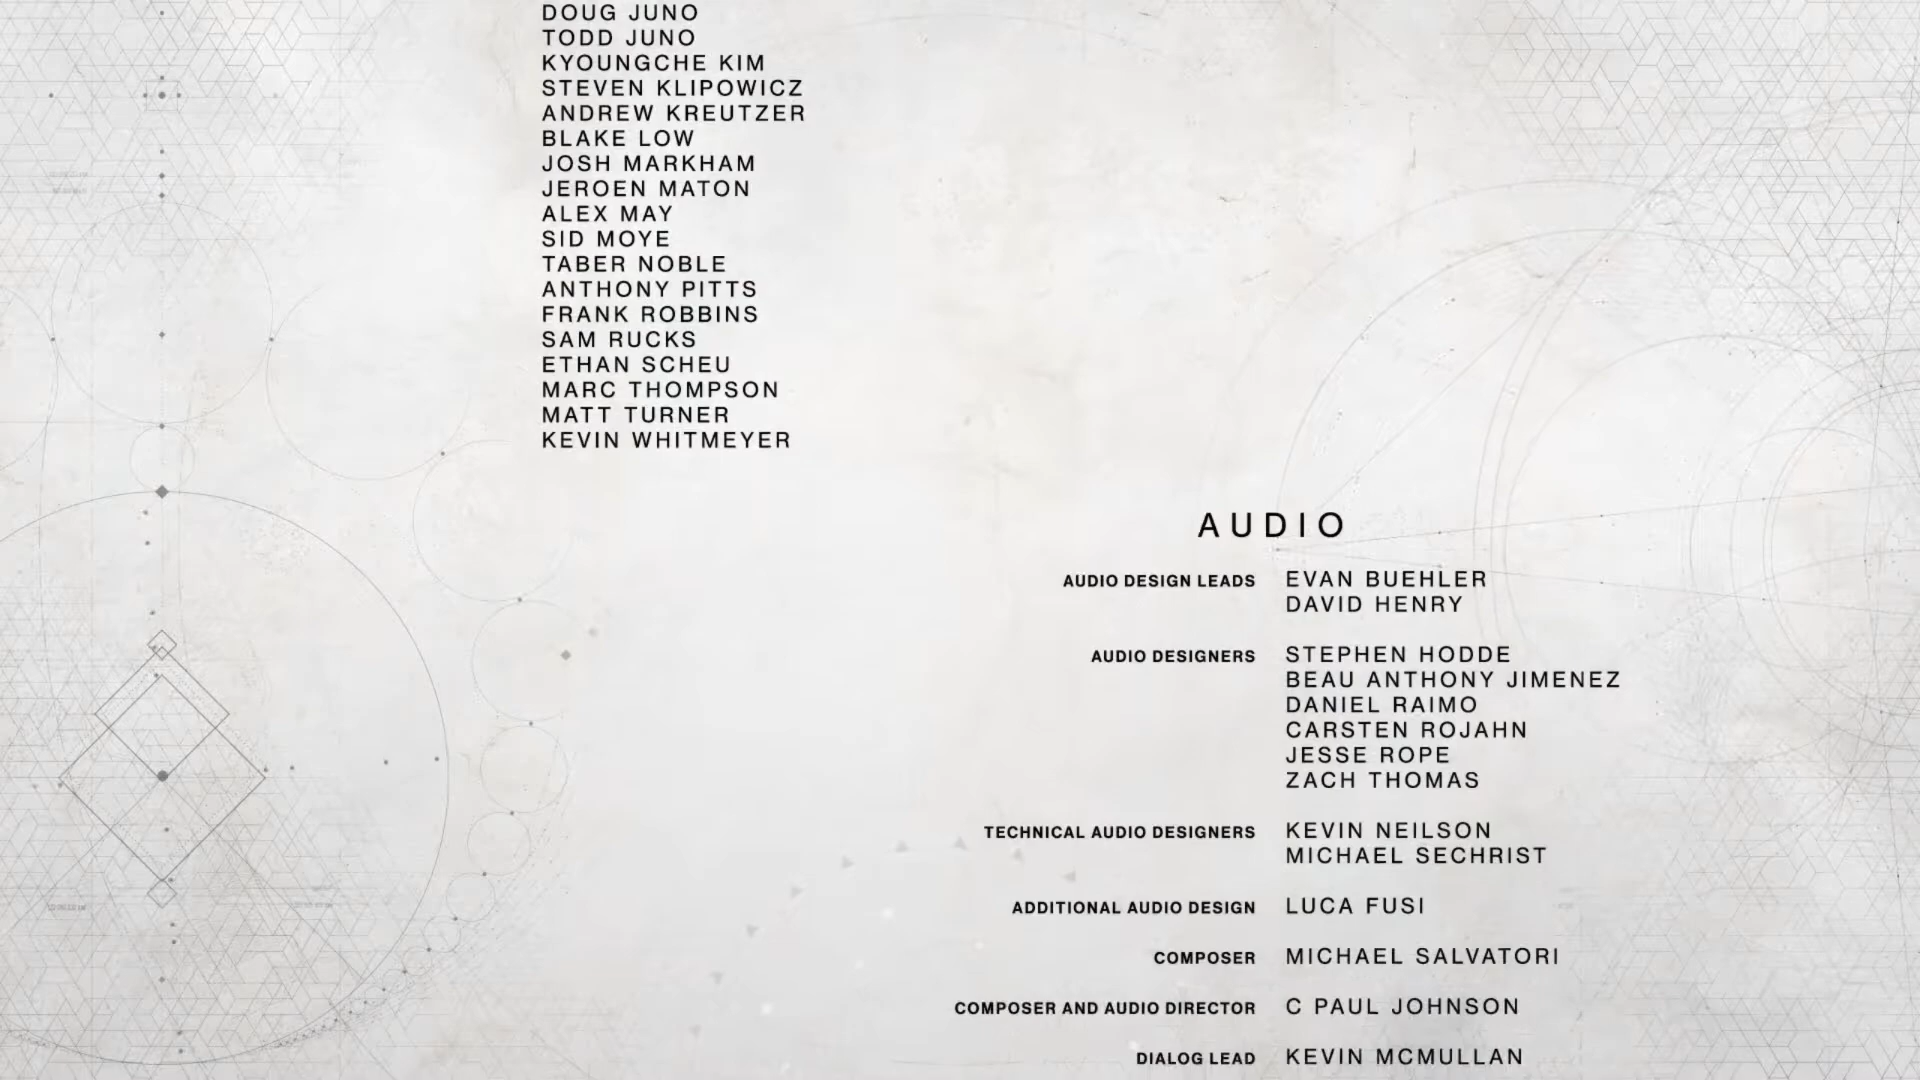 DOUG JUNO
TODD JUNO
KYOUNGCHE KIM
STEVEN KLIPOWICZ
ANDREW KREUTZER
BLAKE LOW
JOSH MARKHAM
JEROEN MATON
ALEX MAY
SID MOYE
TABER NOBLE
ANTHONY PITTS
FRANK ROBBINS
SAM RUCKS
ETHAN SCHEU
MARC THOMPSON
MATT TURNER
KEVIN WHITMEYER
AUDIO
AUDIO DESIGN LEADS EVAN BUEHLER
DAVID HENRY
AUDIO DESIGNERS STEPHEN HODDE
BEAU ANTHONY JIMENEZ
DANIEL RAIMO
CARSTEN ROJAHN
JESSE ROPE
ZACH THOMAS
TECHNICAL AUDIO DESIGNERS KEVIN NEILSON
MICHAEL SECHRIST
ADDITIONAL AUDIO DESIGN LUCA FUSI
COMPOSER MICHAEL SALVATORI
COMPOSER AND AUDIO DIRECTOR C PAUL JOHNSON
DIALOG LEAD KEVIN MCMULLAN